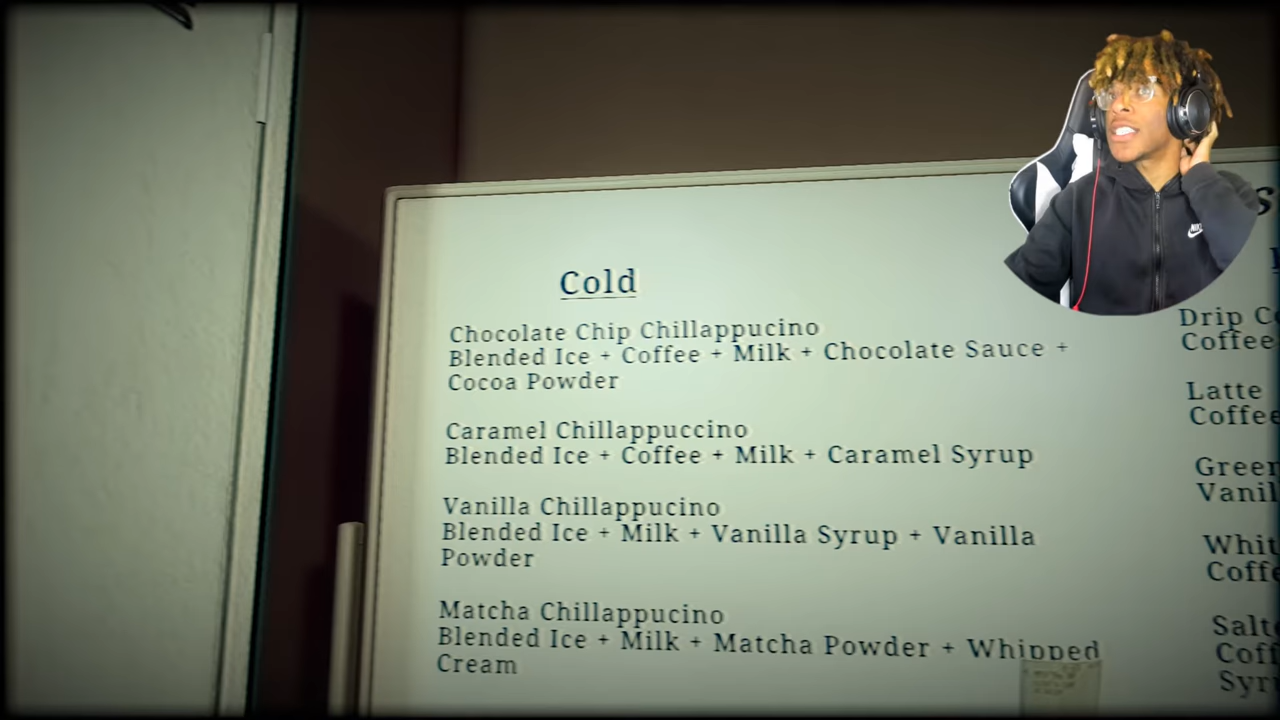 Cold
Chocolate Chip Chillappucino
Blended Ice + Coffee + Milk + Chocolate Sauce +
Cocoa Powder
Caramel Chillappuccino
Blended Ice + Coffee + Milk + Caramel Syrup
Vanilla Chillappucino
Blended Ice + Milk + Vanilla Syrup + Vanilla
Powder
Matcha Chillappucino
Blended Ice + Milk + Matcha Powder + Whipped
Cream
Drip
Coffee
Latte